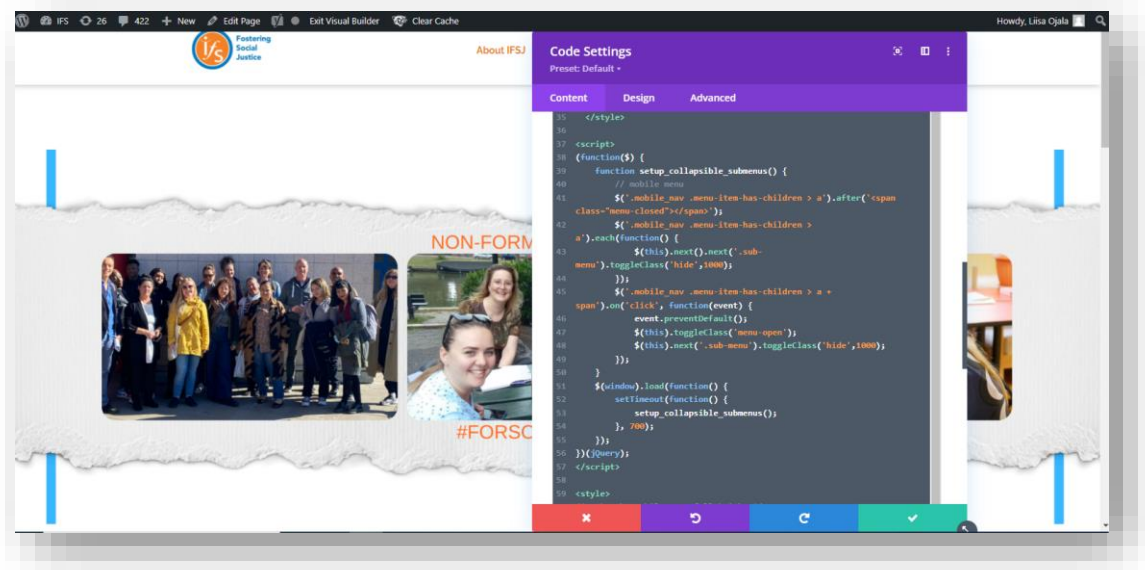 IFS 26 422 + New Edit Page Exit Visual Builder Clear Cache Howdy, Liisa Ojala
ifs
Fostering
Social
Justice
About IFSJ
NON-FORM
#FORSO
Code Settings
Preset: Default
Content Design Advanced
35 </style>
36
37 <script>
38 (function($) {
39 function setup_collapsible_submenus() {
40 // mobile menu
41 $('.mobile_nav .menu-item-has-children > a').after('<span
class="menu-closed"></span>');
42 $('.mobile_nav .menu-item-has-children >
a').each(function() {
43 $(this).next().next('.sub-
menu').toggleClass('hide',1000);
44 });
45 $('.mobile_nav .menu-item-has-children > a +
span').on('click', function(event) {
46 event.preventDefault();
47 $(this).toggleClass('menu-open');
48 $(this).next('.sub-menu').toggleClass('hide',1000);
49 });
50 }
51 $(window).load(function() {
52 setTimeout(function() {
53 setup_collapsible_submenus();
54 }, 700);
55 });
56 })(jQuery);
57 </script>
58
59 <style>